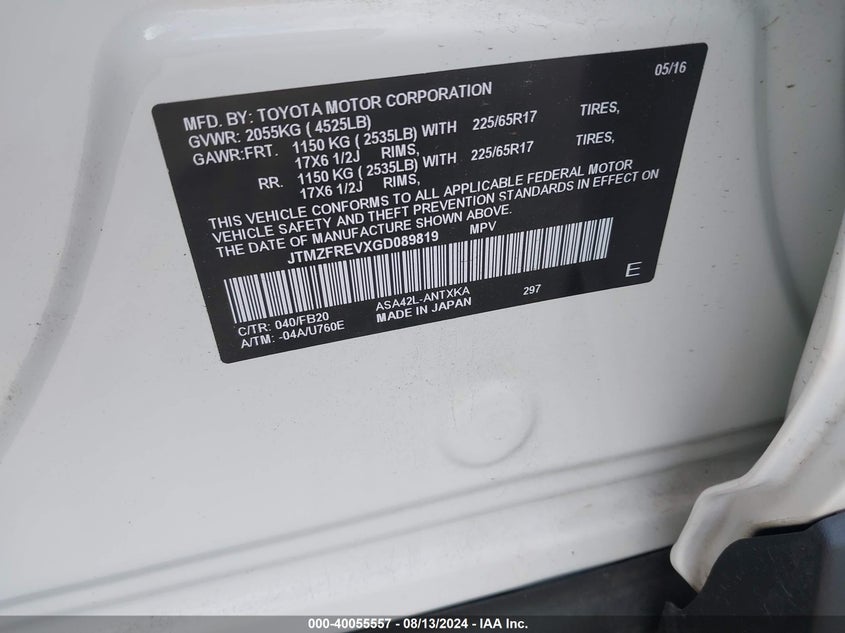 05/16
MFD. BY: TOYOTA MOTOR CORPORATION
GVWR: 2055KG ( 4525LB)
GAWR:FRT. 1150 KG ( 2535LB) WITH 225/65R17 TIRES,
17X6 1/2J RIMS,
RR. 1150 KG ( 2535LB) WITH 225/65R17 TIRES,
17X6 1/2J RIMS,
THIS VEHICLE CONFORMS TO ALL APPLICABLE FEDERAL MOTOR
VEHICLE SAFETY AND THEFT PREVENTION STANDARDS IN EFFECT ON
THE DATE OF MANUFACTURE SHOWN ABOVE.
JTMZFREVXGD089819 MPV
E
C/TR: 040/FB20 ASA42L-ANTXKA 297
A/TM: -04A/U760E MADE IN JAPAN
000-40055557 - 08/13/2024 - IAA Inc.